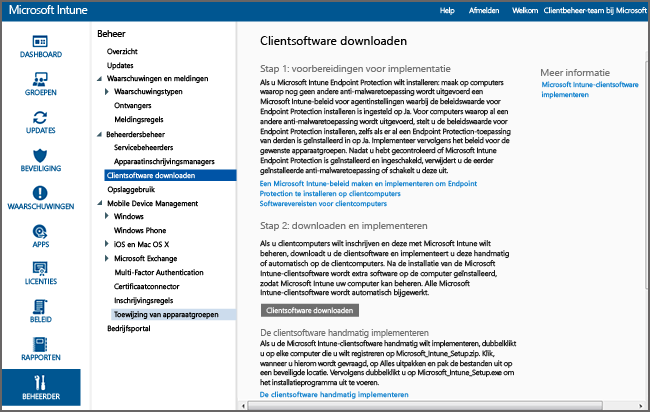 Microsoft Intune
Help Afmelden Welkom Clientbeheer-team bij Microsoft
DASHBOARD
GROEPEN
UPDATES
BEVEILIGING
WAARSCHUWINGEN
APPS
LICENTIES
BELEID
RAPPORTEN
BEHEERDER
Beheer
Overzicht
Updates
Waarschuwingen en meldingen
Waarschuwingstypen
Ontvangers
Meldingsregels
Beheerdersbeheer
Servicebeheerders
Apparaatinschrijvingsmanagers
Clientsoftware downloaden
Opslaggebruik
Mobile Device Management
Windows
Windows Phone
iOS en Mac OS X
Microsoft Exchange
Multi-Factor Authentication
Certificaatconnector
Inschrijvingsregels
Toewijzing van apparaatgroepen
Bedrijfsportal
Clientsoftware downloaden
Stap 1: voorbereidingen voor implementatie
Als u Microsoft Intune Endpoint Protection wilt installeren: maak op computers
waarop nog geen andere anti-malwaretoepassing wordt uitgevoerd een
Microsoft Intune-beleid voor agentinstellingen waarbij de beleidswaarde voor
Endpoint Protection installeren is ingesteld op Ja. Voor computers waarop al een
andere anti-malwaretoepassing wordt uitgevoerd, stelt u de beleidswaarde voor
Endpoint Protection installeren, zelfs als er al een Endpoint Protection-toepassing
van derden is geïnstalleerd in op Ja. Implementeer vervolgens het beleid voor de
gewenste apparaatgroepen. Nadat u hebt gecontroleerd of Microsoft Intune
Endpoint Protection is geïnstalleerd en ingeschakeld, verwijdert u de eerder
geïnstalleerde anti-malwaretoepassing of schakelt u deze uit.
Een Microsoft Intune-beleid maken en implementeren om Endpoint
Protection te installeren op clientcomputers
Softwarevereisten voor clientcomputers
Stap 2: downloaden en implementeren
Als u clientcomputers wilt inschrijven en deze met Microsoft Intune wilt
beheren, downloadt u de clientsoftware en implementeert u deze handmatig
of automatisch op de clientcomputers. Na de installatie van de Microsoft
Intune-clientsoftware wordt extra software op de computer geïnstalleerd,
zodat Microsoft Intune uw computer kan beheren. Alle Microsoft
Intune-clientsoftware wordt automatisch bijgewerkt.
Clientsoftware downloaden
De clientsoftware handmatig implementeren
Als u de Microsoft Intune-clientsoftware handmatig wilt implementeren, dubbelklikt
u op elke computer die u wilt registreren op Microsoft_Intune_Setup.zip. Klik,
wanneer u hierom wordt gevraagd, op Alles uitpakken en pak de bestanden uit op
een beveiligde locatie. Vervolgens dubbelklikt u op Microsoft_Intune_Setup.exe om
het installatieprogramma uit te voeren.
De clientsoftware handmatig implementeren
Meer informatie
Microsoft Intune-clientsoftware
implementeren